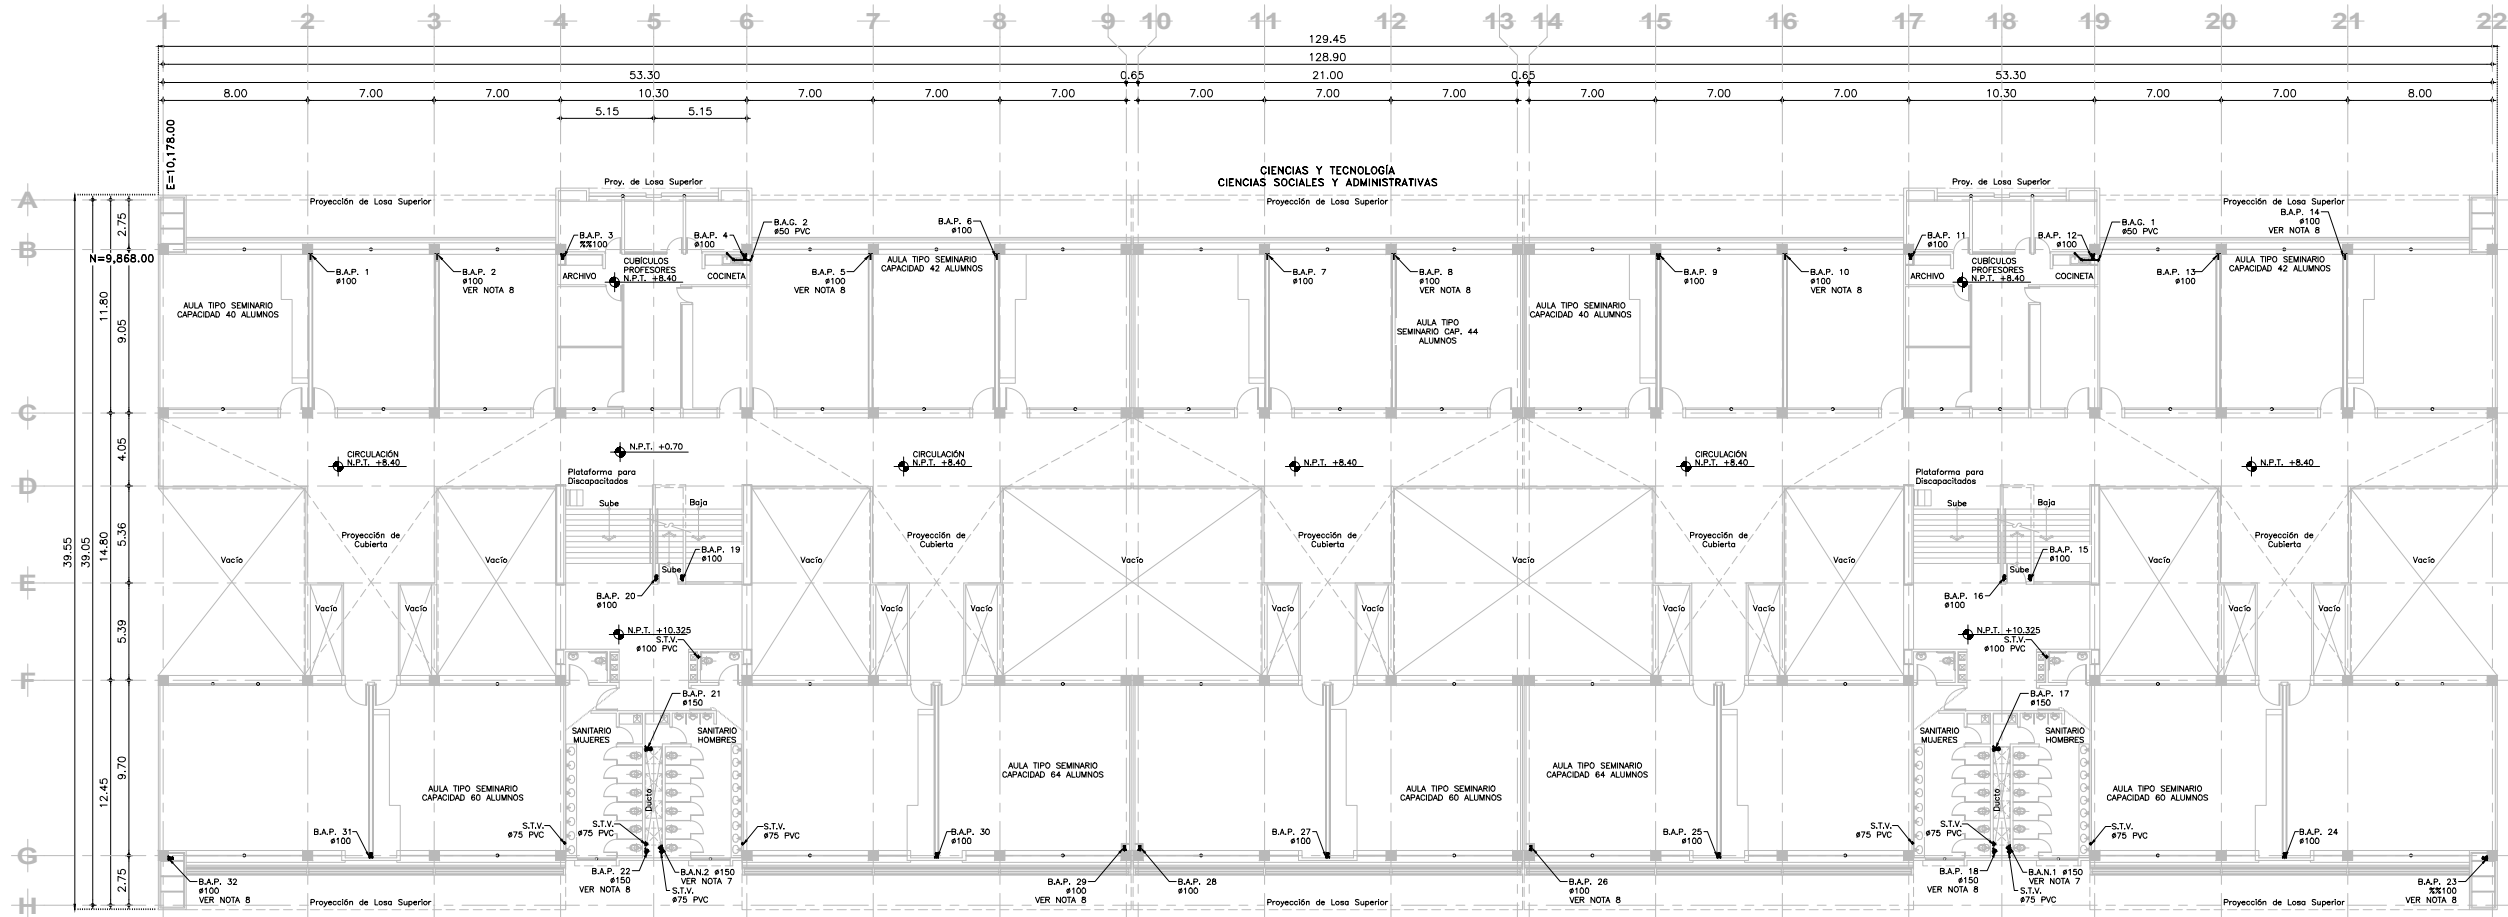 1 2 3 4 5 6 7 8 9 10 11 12 13 14 15 16 17 18 19 20 21 22
129.45
128.90
53.30 0.65 21.00 0.65 53.30
8.00 7.00 7.00 10.30 7.00 7.00 7.00 7.00 7.00 7.00 7.00 7.00 7.00 10.30 7.00 7.00 8.00
5.15 5.15
E=10,178.00
CIENCIAS Y TECNOLOGÍA
CIENCIAS SOCIALES Y ADMINISTRATIVAS
Proy. de Losa Superior
Proy. de Losa Superior
A
Proyección de Losa Superior
Proyección de Losa Superior
Proyección de Losa Superior
2.75
B
N=9,868.00
B.A.P. 3
%%100
B.A.P. 4
ø100
B.A.G. 2
ø50 PVC
B.A.P. 6
ø100
B.A.P. 11
ø100
B.A.P. 12
ø100
B.A.G. 1
ø50 PVC
B.A.P. 14
ø100
VER NOTA 8
B.A.P. 1
ø100
B.A.P. 2
ø100
VER NOTA 8
ARCHIVO
CUBÍCULOS
PROFESORES
N.P.T. +8.40
COCINETA
B.A.P. 5
ø100
VER NOTA 8
AULA TIPO SEMINARIO
CAPACIDAD 42 ALUMNOS
B.A.P. 7
ø100
B.A.P. 8
ø100
VER NOTA 8
B.A.P. 9
ø100
B.A.P. 10
ø100
VER NOTA 8
ARCHIVO
CUBÍCULOS
PROFESORES
N.P.T. +8.40
COCINETA
B.A.P. 13
ø100
AULA TIPO SEMINARIO
CAPACIDAD 42 ALUMNOS
AULA TIPO SEMINARIO
CAPACIDAD 40 ALUMNOS
AULA TIPO
SEMINARIO CAP. 44
ALUMNOS
AULA TIPO SEMINARIO
CAPACIDAD 40 ALUMNOS
11.80
9.05
C
4.05
CIRCULACIÓN
N.P.T. +8.40
N.P.T. +0.70
CIRCULACIÓN
N.P.T. +8.40
N.P.T. +8.40
CIRCULACIÓN
N.P.T. +8.40
N.P.T. +8.40
D
Plataforma para
Discapacitados
Sube
Baja
Plataforma para
Discapacitados
Sube
Baja
39.55
39.05
14.80
5.36
Vacío
Proyección de
Cubierta
Vacío
B.A.P. 19
ø100
Sube
Vacío
Proyección de
Cubierta
Vacío
Proyección de
Cubierta
Vacío
Proyección de
Cubierta
Vacío
B.A.P. 15
ø100
Sube
Vacío
Proyección de
Cubierta
Vacío
E
B.A.P. 20
ø100
B.A.P. 16
ø100
Vacío
Vacío
Vacío
Vacío
Vacío
Vacío
Vacío
Vacío
Vacío
Vacío
5.39
N.P.T. +10.325
S.T.V.
ø100 PVC
N.P.T. +10.325
S.T.V.
ø100 PVC
F
B.A.P. 21
ø150
B.A.P. 17
ø150
SANITARIO
MUJERES
SANITARIO
HOMBRES
SANITARIO
MUJERES
SANITARIO
HOMBRES
12.45
9.70
AULA TIPO SEMINARIO
CAPACIDAD 60 ALUMNOS
AULA TIPO SEMINARIO
CAPACIDAD 64 ALUMNOS
AULA TIPO SEMINARIO
CAPACIDAD 60 ALUMNOS
AULA TIPO SEMINARIO
CAPACIDAD 64 ALUMNOS
AULA TIPO SEMINARIO
CAPACIDAD 60 ALUMNOS
Ducto
Ducto
B.A.P. 31
ø100
S.T.V.
ø75 PVC
S.T.V.
ø75 PVC
S.T.V.
ø75 PVC
B.A.P. 30
ø100
B.A.P. 27
ø100
B.A.P. 25
ø100
S.T.V.
ø75 PVC
S.T.V.
ø75 PVC
S.T.V.
ø75 PVC
B.A.P. 24
ø100
G
2.75
B.A.P. 32
ø100
VER NOTA 8
B.A.P. 22
ø150
VER NOTA 8
B.A.N.2 ø150
VER NOTA 7
S.T.V.
ø75 PVC
B.A.P. 29
ø100
VER NOTA 8
B.A.P. 28
ø100
B.A.P. 26
ø100
VER NOTA 8
B.A.P. 18
ø150
VER NOTA 8
B.A.N.1 ø150
VER NOTA 7
S.T.V.
ø75 PVC
B.A.P. 23
%%100
VER NOTA 8
H
Proyección de Losa Superior
Proyección de Losa Superior
Proyección de Losa Superior